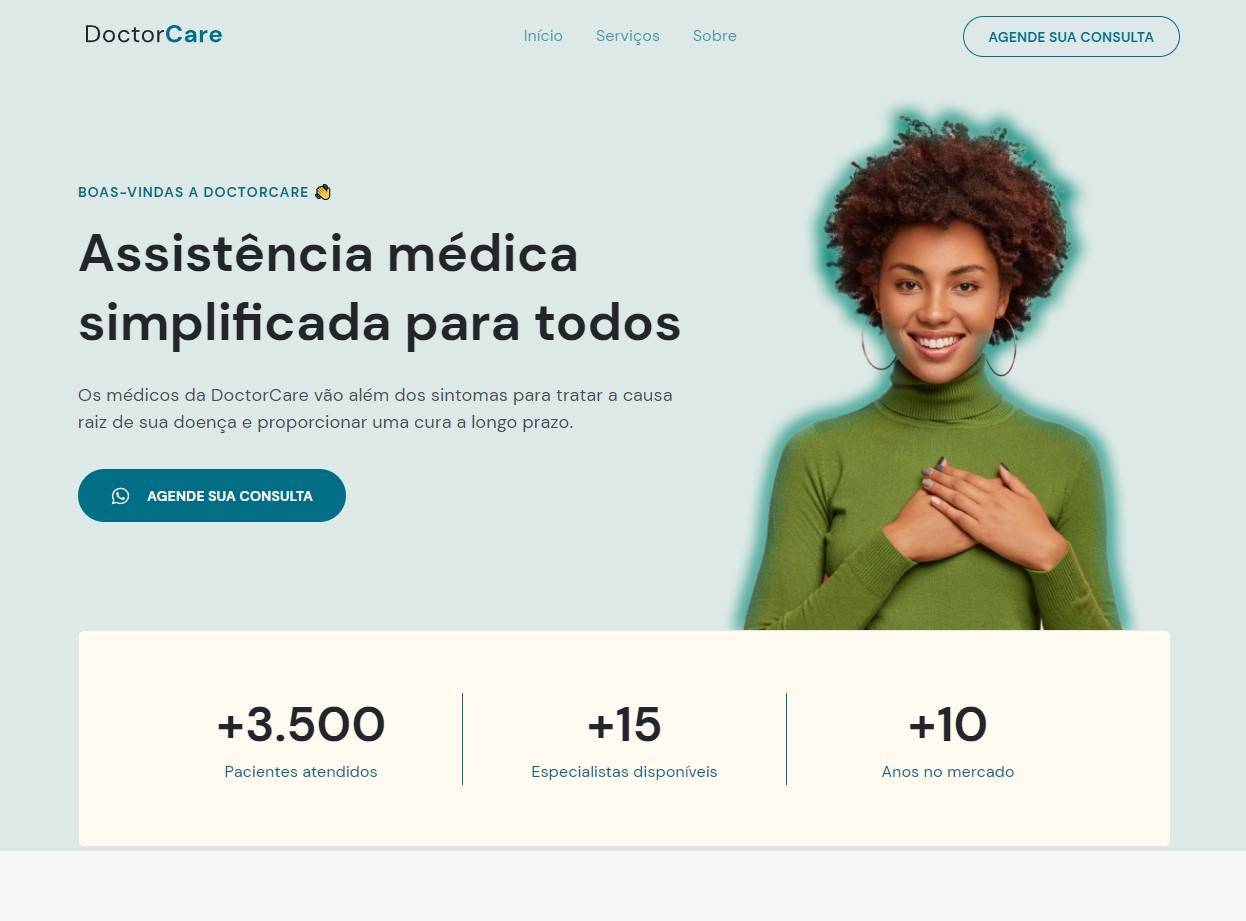 DoctorCare
Início
Serviços
Sobre
AGENDE SUA CONSULTA
BOAS-VINDAS A DOCTORCARE 👏
Assistência médica
simplificada para todos
Os médicos da DoctorCare vão além dos sintomas para tratar a causa
raiz de sua doença e proporcionar uma cura a longo prazo.
AGENDE SUA CONSULTA
+3.500
Pacientes atendidos
+15
Especialistas disponíveis
+10
Anos no mercado